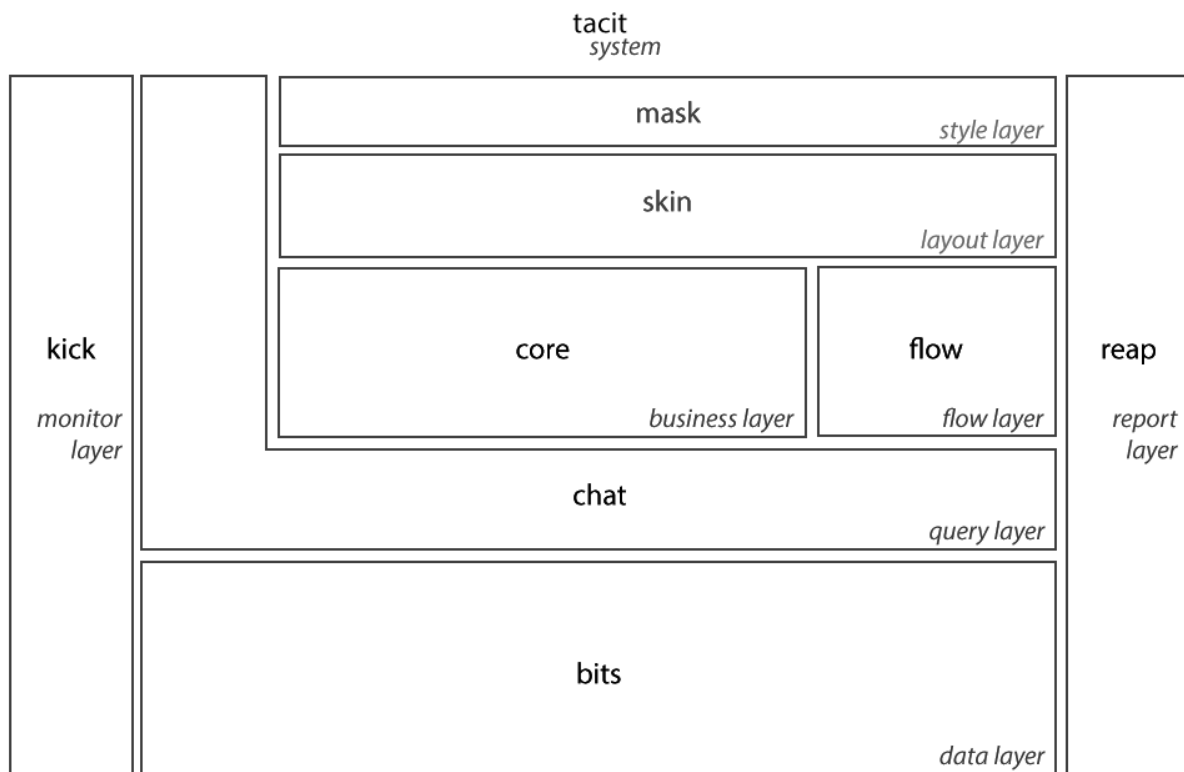 tacit
system
mask
style layer
skin
layout layer
kick
monitor
layer
core
business layer
flow
flow layer
reap
report
layer
chat
query layer
bits
data layer